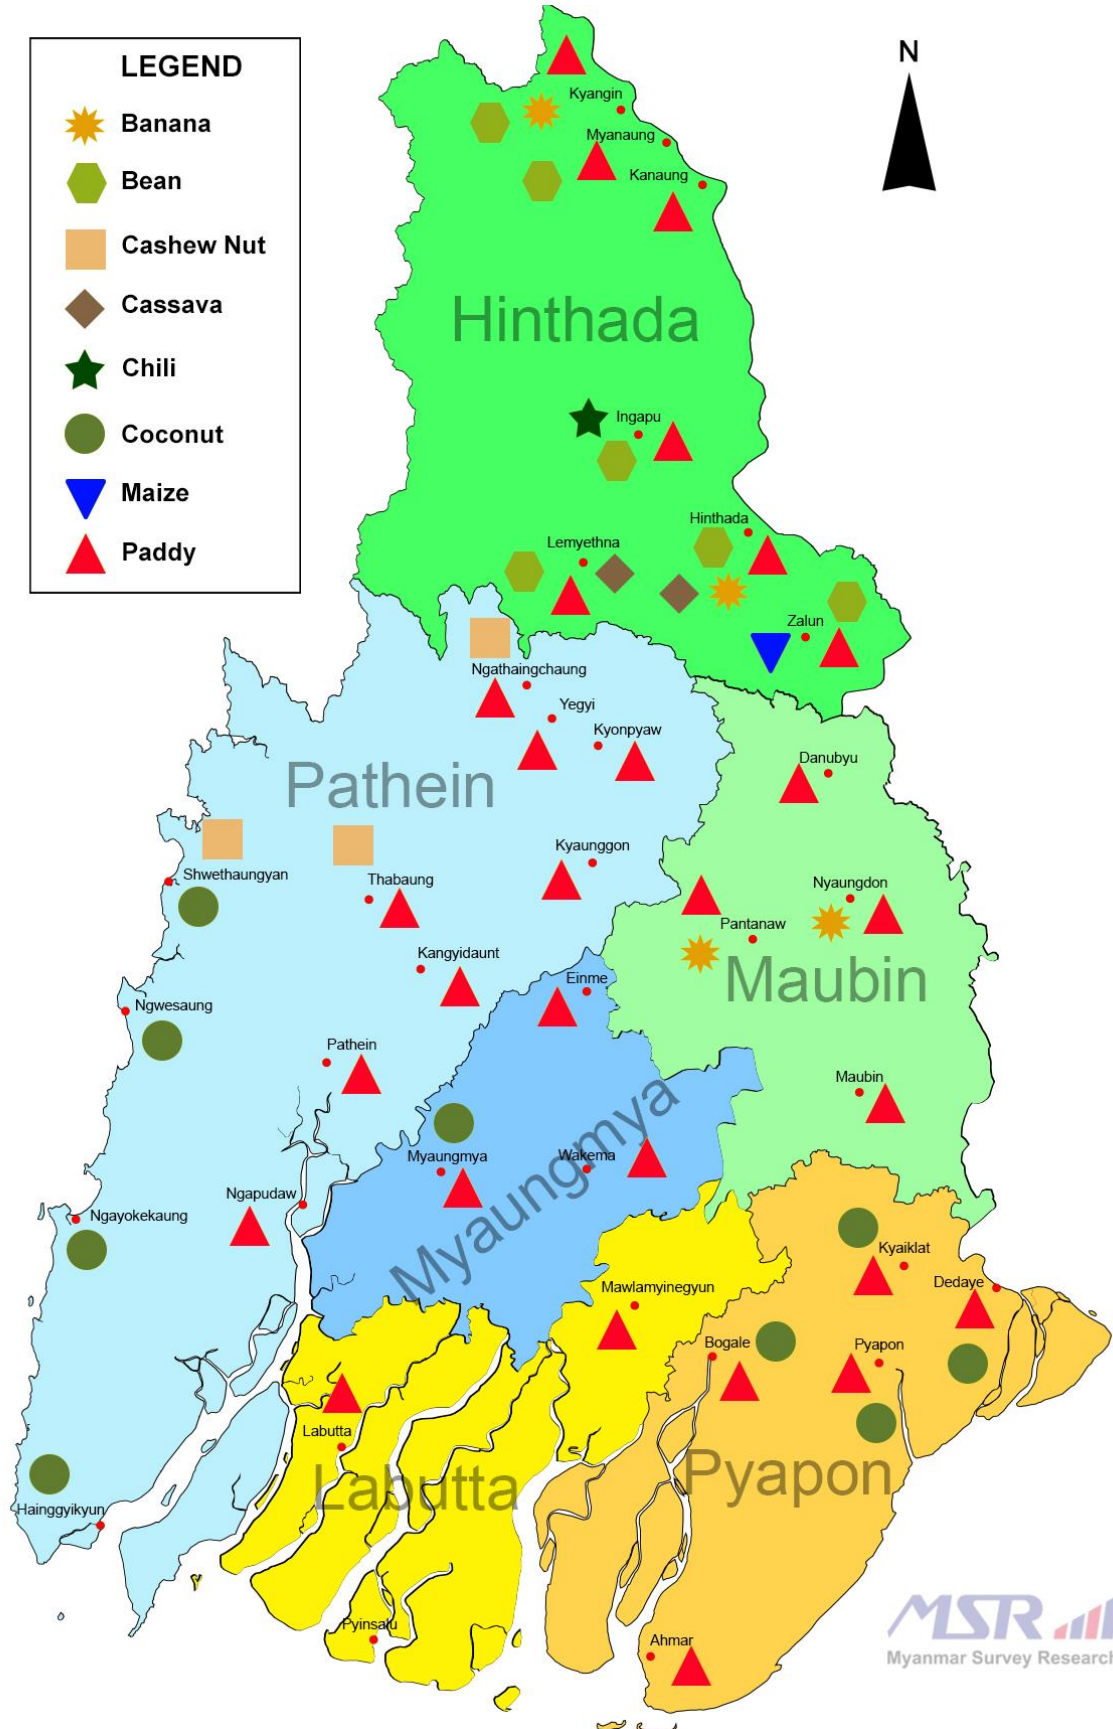 LEGEND
Banana
Bean
Cashew Nut
Cassava
Chili
Coconut
Maize
Paddy
N
Kyangin
Myanaung
Kanaung
Hinthada
Ingapu
Hinthada
Lemyethna
Zalun
Ngathaingchaung
Yegyi
Kyonpyaw
Pathein
Danubyu
Kyaunggon
Shwethaungyan
Thabaung
Nyaungdon
Pantanaw
Kangyidaunt
Einme
Maubin
Ngwesaung
Pathein
Maubin
Myaungmya
Myaungmya
Wakema
Ngapudaw
Ngayokekaung
Kyaiklat
Dedaye
Mawlamyinegyun
Bogale
Pyapon
Labutta
Labutta
Pyapon
Hainggyikyun
Pyinsalu
Ahmar
MSR
Myanmar Survey Research